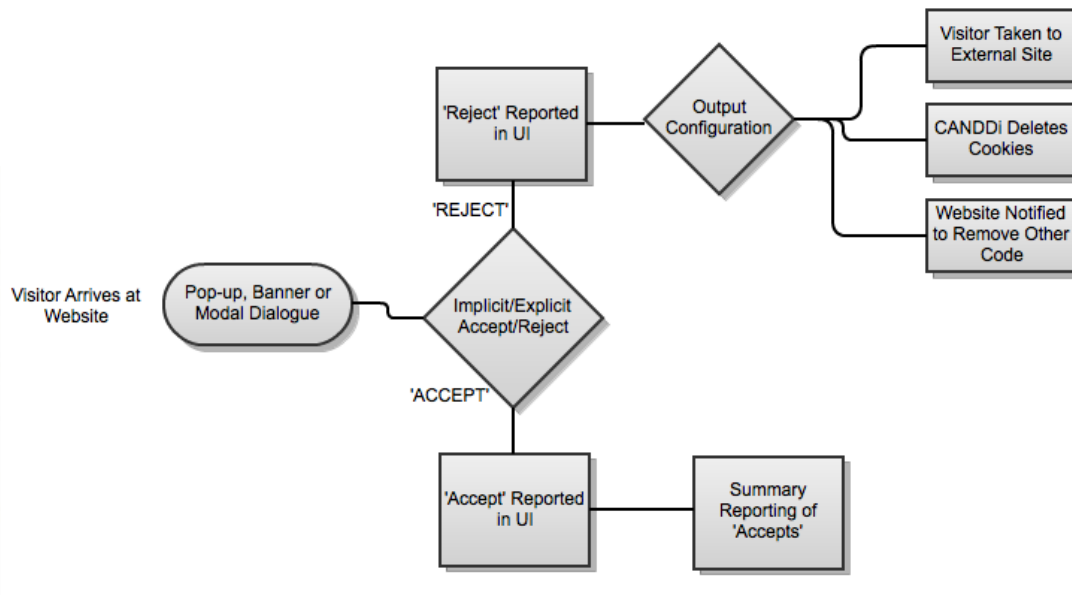 Visitor Arrives at
Website
Pop-up, Banner or
Modal Dialogue
Implicit/Explicit
Accept/Reject
'REJECT'
'Reject' Reported
in UI
Output
Configuration
Visitor Taken to
External Site
CANDDi Deletes
Cookies
Website Notified
to Remove Other
Code
'ACCEPT'
'Accept' Reported
in UI
Summary
Reporting of
'Accepts'